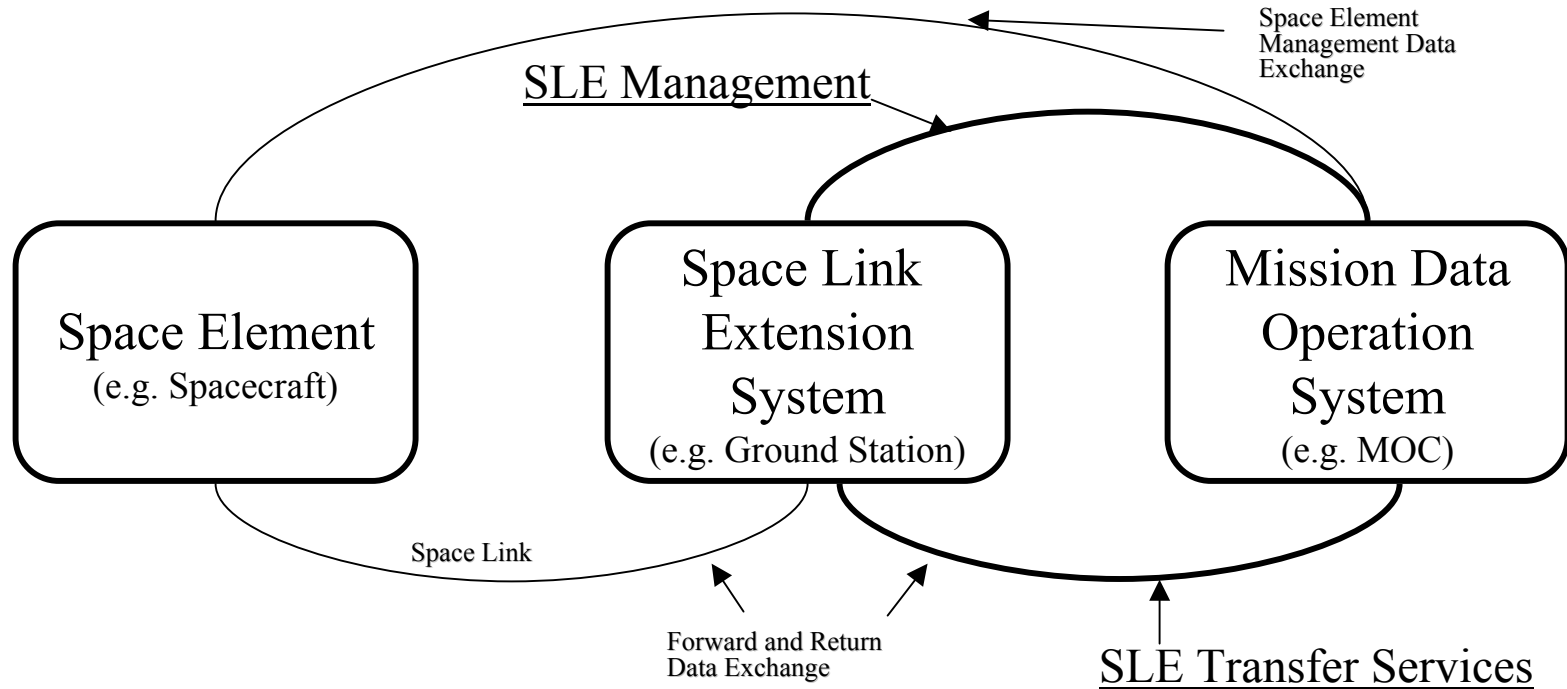 Space Element
Management Data
Exchange
SLE Management
Space Element
(e.g. Spacecraft)
Space Link
Extension
System
(e.g. Ground Station)
Mission Data
Operation
System
(e.g. MOC)
Space Link
Forward and Return
Data Exchange
SLE Transfer Services